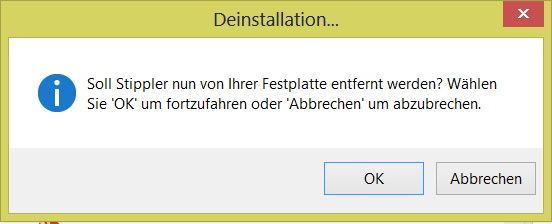 Deinstallation...
Soll Stippler nun von Ihrer Festplatte entfernt werden? Wählen
Sie 'OK' um fortzufahren oder 'Abbrechen' um abzubrechen.
OK
Abbrechen